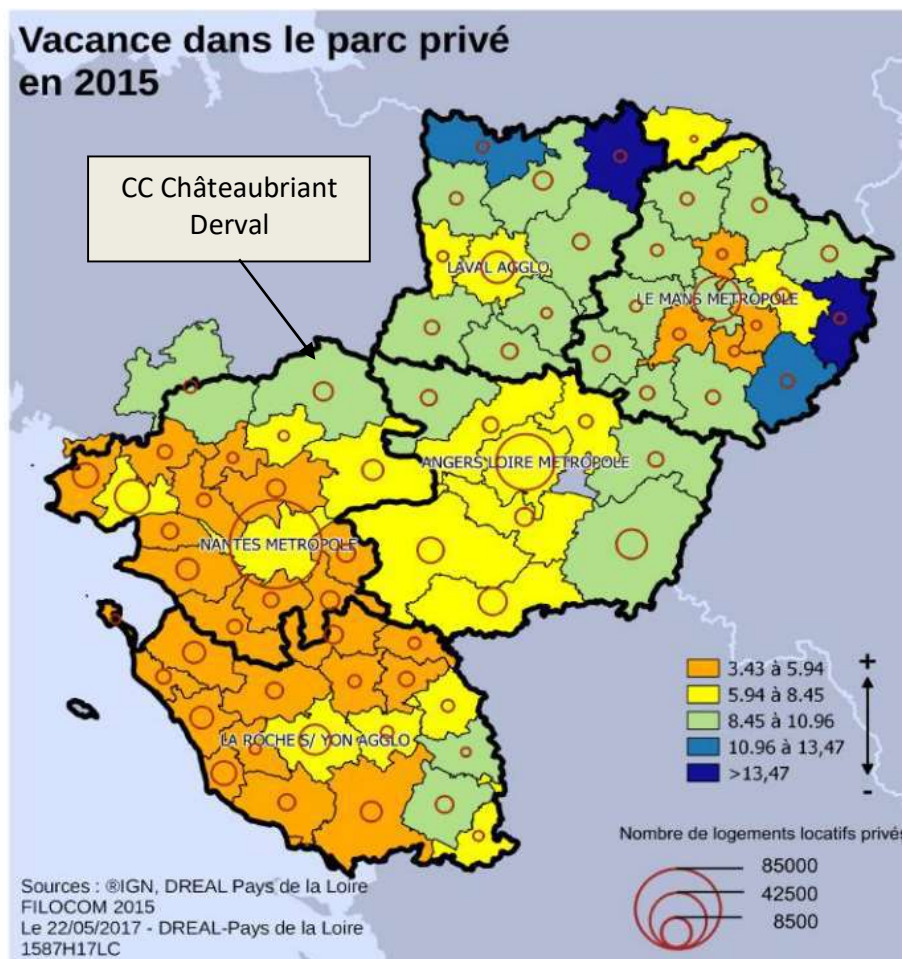 Vacance dans le parc privé
en 2015
CC Châteaubriant
Derval
LAVAL AGGLO
LE MANS METROPOLE
ANGERS LOIRE METROPOLE
NANTES METROPOLE
LA ROCHE S/ YON AGGLO
3.43 à 5.94
5.94 à 8.45
8.45 à 10.96
10.96 à 13,47
>13,47
+
-
Nombre de logements locatifs privés
85000
42500
8500
Sources : ®IGN, DREAL Pays de la Loire
FILOCOM 2015
Le 22/05/2017 - DREAL-Pays de la Loire
1587H17LC